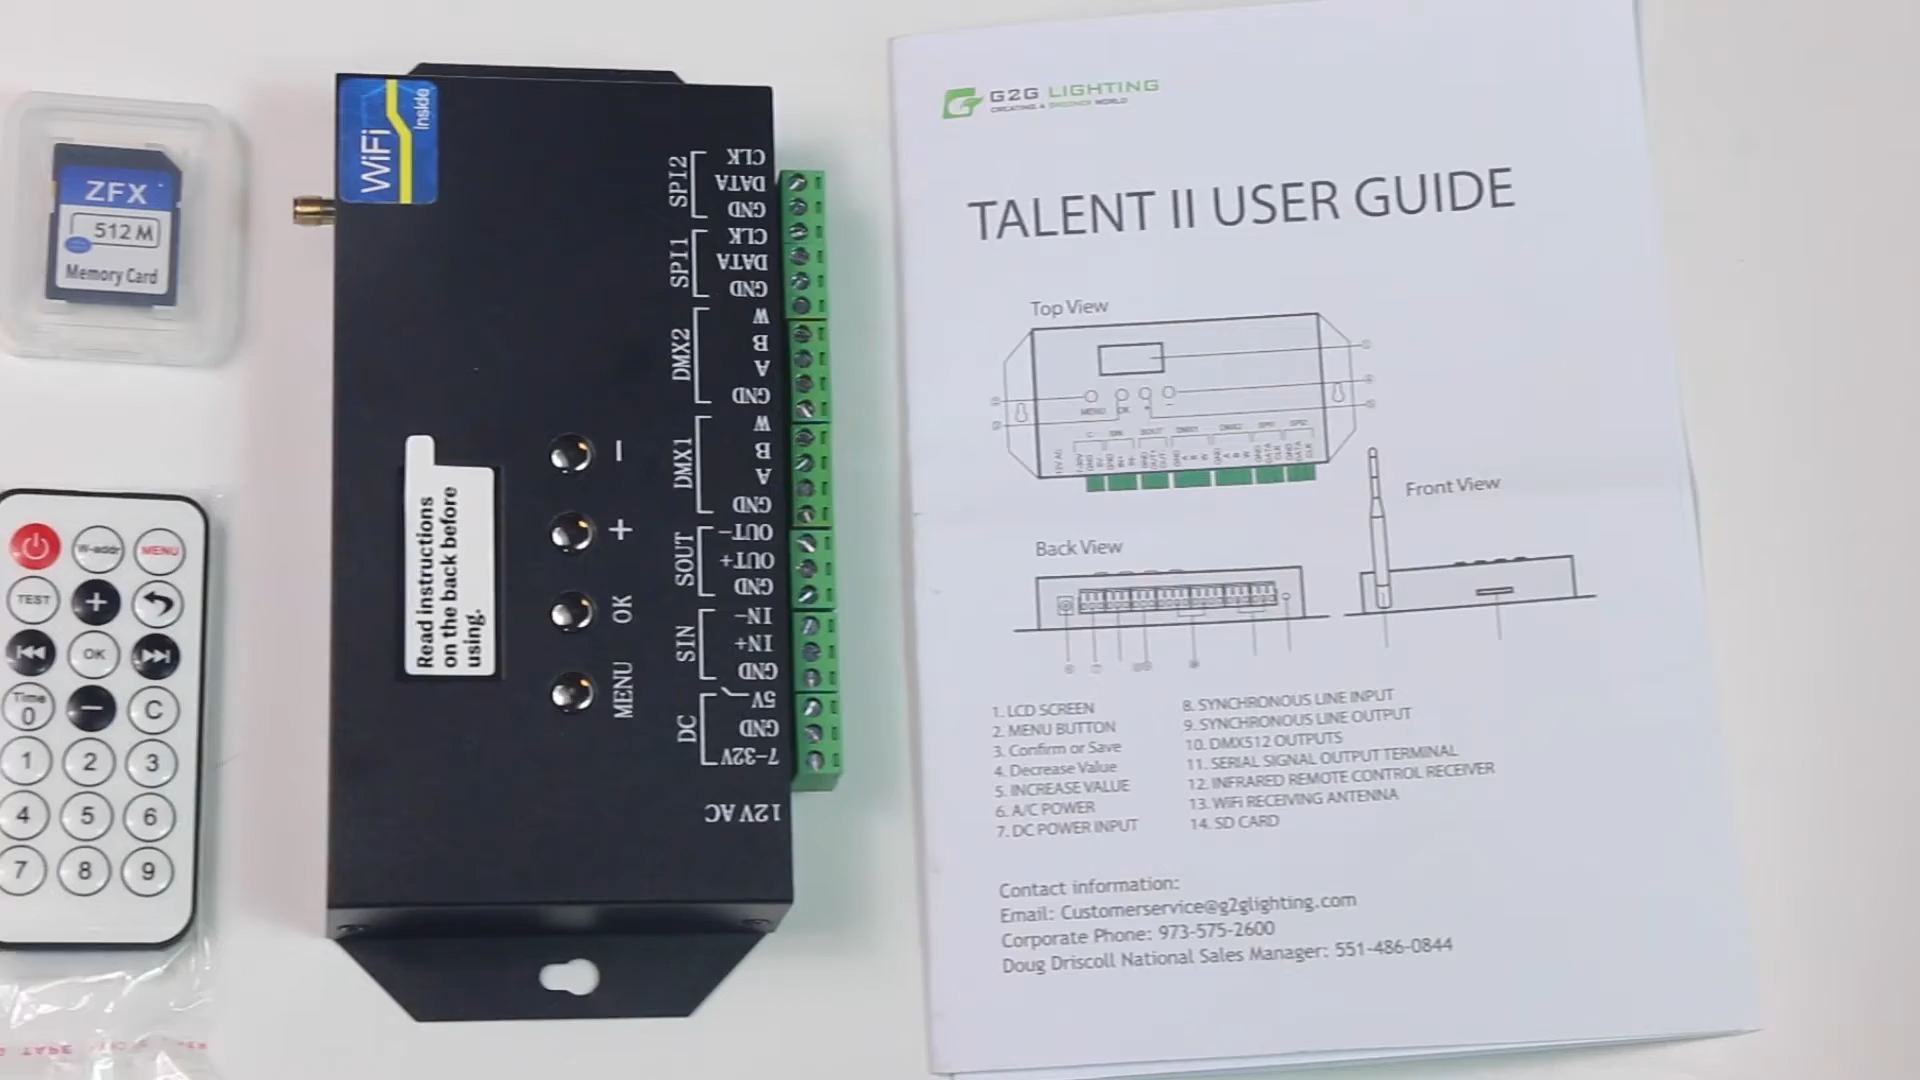 ZFX
512 M
Memory Card
W-addr
MENU
TEST
OK
Time
0
C
1
2
3
4
5
6
7
8
9
WiFi
Inside
Read instructions
on the back before
using.
-
+
OK
MENU
SPI2
CLK
DATA
GND
SPI1
CLK
DATA
GND
DMX2
W
B
A
GND
DMX1
W
B
A
GND
SOUT
OUT-
OUT+
GND
SIN
IN-
IN+
GND
DC
5V
GND
7-32V
12V AC
G2G LIGHTING
CREATING A GREENER WORLD
TALENT II USER GUIDE
Top View
MENU
OK
Front View
Back View
1. LCD SCREEN
2. MENU BUTTON
3. Confirm or Save
4. Decrease Value
5. INCREASE VALUE
6. A/C POWER
7. DC POWER INPUT
8. SYNCHRONOUS LINE INPUT
9. SYNCHRONOUS LINE OUTPUT
10. DMX512 OUTPUTS
11. SERIAL SIGNAL OUTPUT TERMINAL
12. INFRARED REMOTE CONTROL RECEIVER
13. WiFi RECEIVING ANTENNA
14. SD CARD
Contact information:
Email: Customerservice@g2glighting.com
Corporate Phone: 973-575-2600
Doug Driscoll National Sales Manager: 551-486-0844